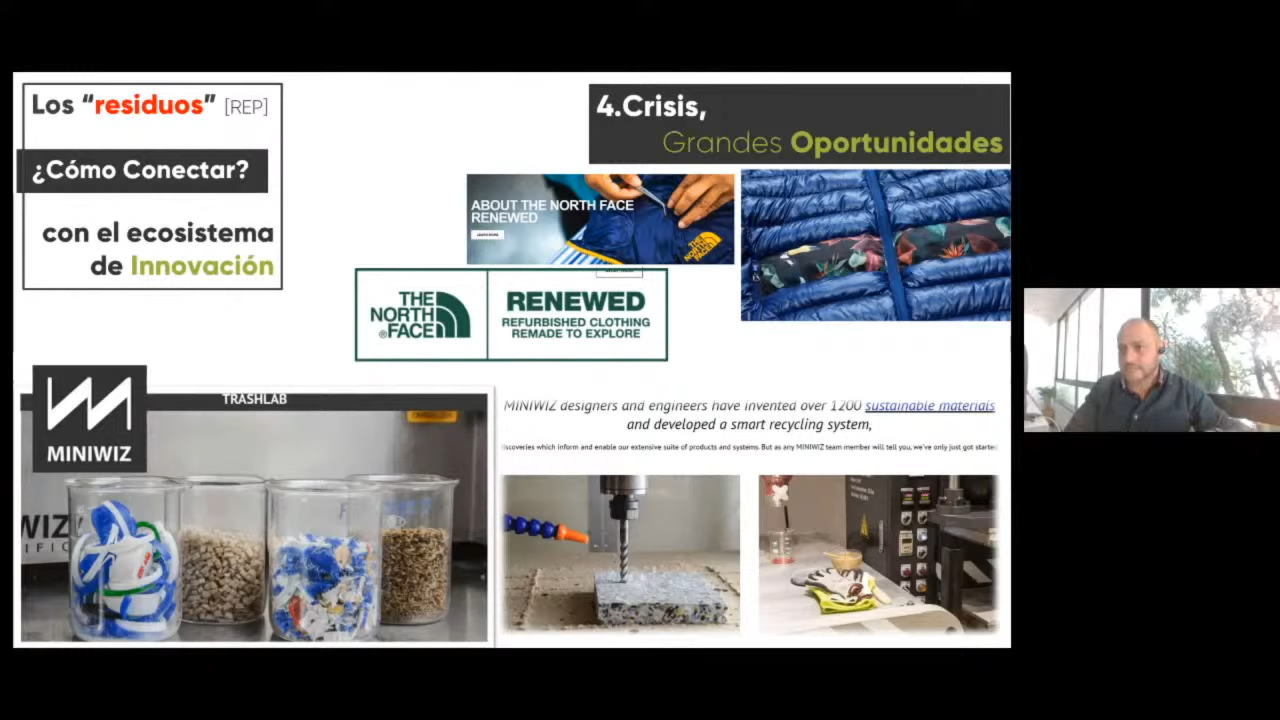 Los “residuos” [REP]
¿Cómo Conectar?
con el ecosistema
de Innovación
4.Crisis,
Grandes Oportunidades
ABOUT THE NORTH FACE
RENEWED
THE
NORTH
FACE
THE
NORTH
®FACE
RENEWED
REFURBISHED CLOTHING
REMADE TO EXPLORE
MINIWIZ
TRASHLAB
MINIWIZ designers and engineers have invented over 1200 sustainable materials
and developed a smart recycling system,
which inform and enable our extensive suite of products and systems. But as any MINIWIZ team member will tell you, we've only just got starte